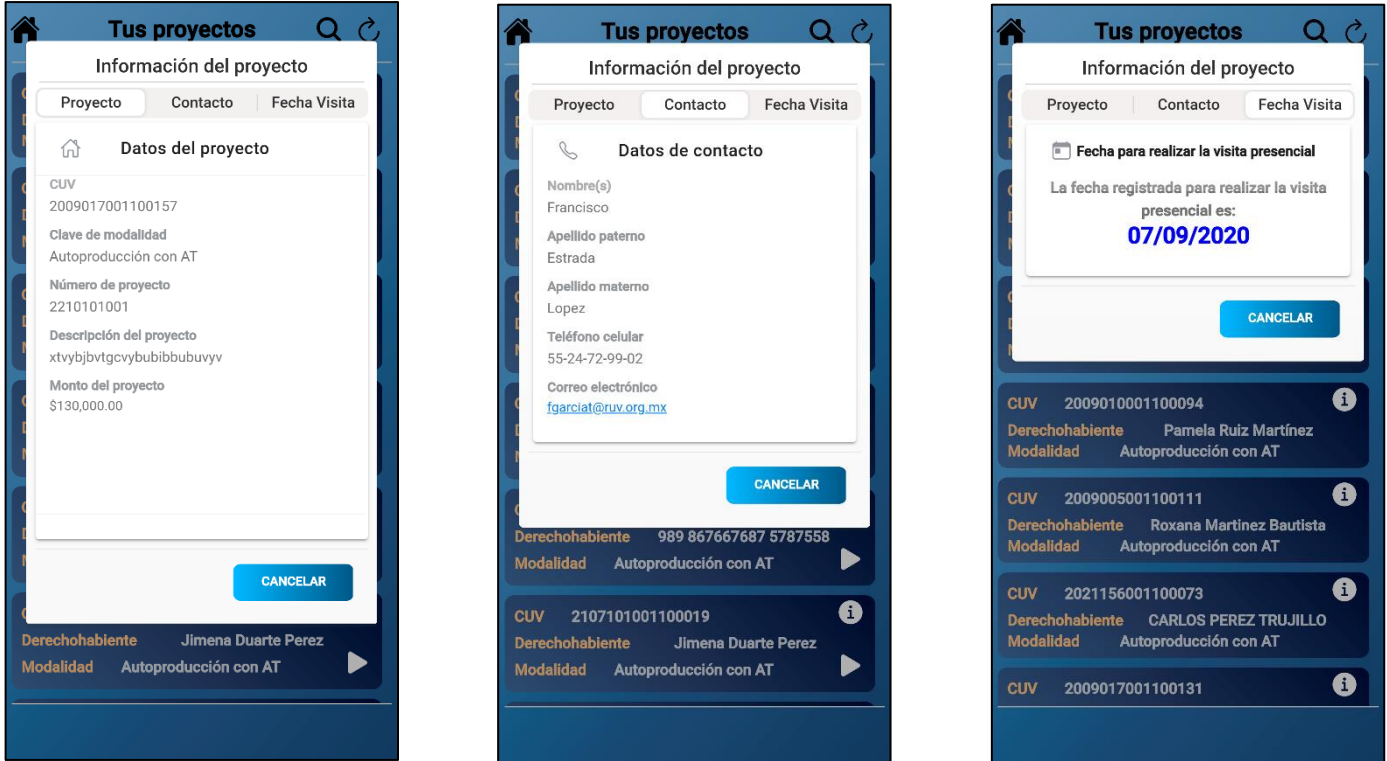 Tus proyectos
Información del proyecto
Proyecto Contacto Fecha Visita
Datos del proyecto
CUV
2009017001100157
Clave de modalidad
Autoproducción con AT
Número de proyecto
2210101001
Descripción del proyecto
xtvybjbvtgcvybubibbubuvyv
Monto del proyecto
$130,000.00
CANCELAR
Derechohabiente Jimena Duarte Perez
Modalidad Autoproducción con AT
Tus proyectos
Información del proyecto
Proyecto Contacto Fecha Visita
Datos de contacto
Nombre(s)
Francisco
Apellido paterno
Estrada
Apellido materno
Lopez
Teléfono celular
55-24-72-99-02
Correo electrónico
fgarciat@ruv.org.mx
CANCELAR
Derechohabiente 989 867667687 5787558
Modalidad Autoproducción con AT
CUV 2107101001100019
Derechohabiente Jimena Duarte Perez
Modalidad Autoproducción con AT
Tus proyectos
Información del proyecto
Proyecto Contacto Fecha Visita
Fecha para realizar la visita presencial
La fecha registrada para realizar la visita
presencial es:
07/09/2020
CANCELAR
CUV 2009010001100094
Derechohabiente Pamela Ruiz Martínez
Modalidad Autoproducción con AT
CUV 2009005001100111
Derechohabiente Roxana Martinez Bautista
Modalidad Autoproducción con AT
CUV 2021156001100073
Derechohabiente CARLOS PEREZ TRUJILLO
Modalidad Autoproducción con AT
CUV 2009017001100131